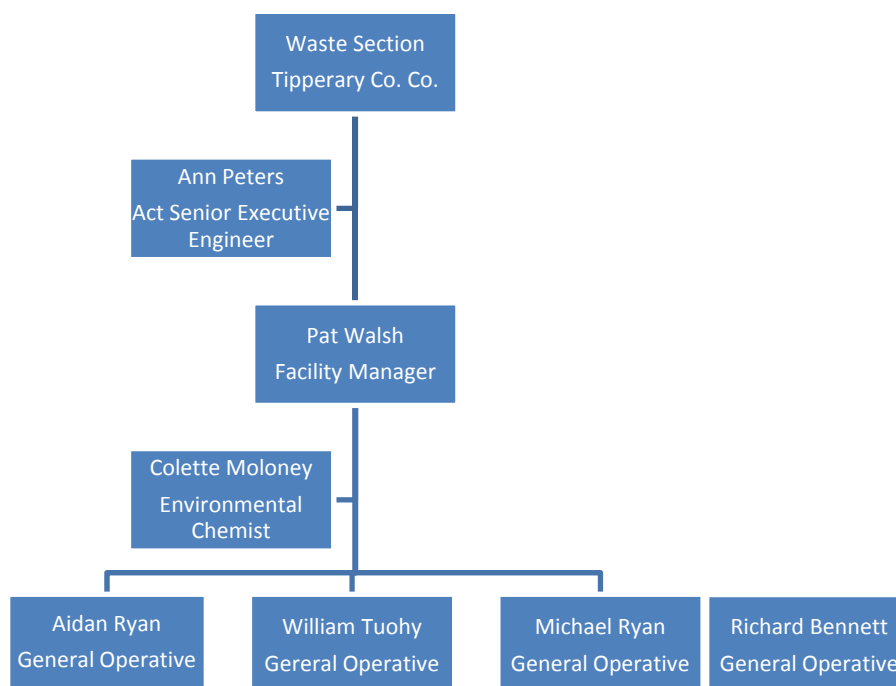 Waste Section
Tipperary Co. Co.
Ann Peters
Act Senior Executive
Engineer
Pat Walsh
Facility Manager
Colette Moloney
Environmental
Chemist
Aidan Ryan
General Operative
William Tuohy
Gereral Operative
Michael Ryan
General Operative
Richard Bennett
General Operative